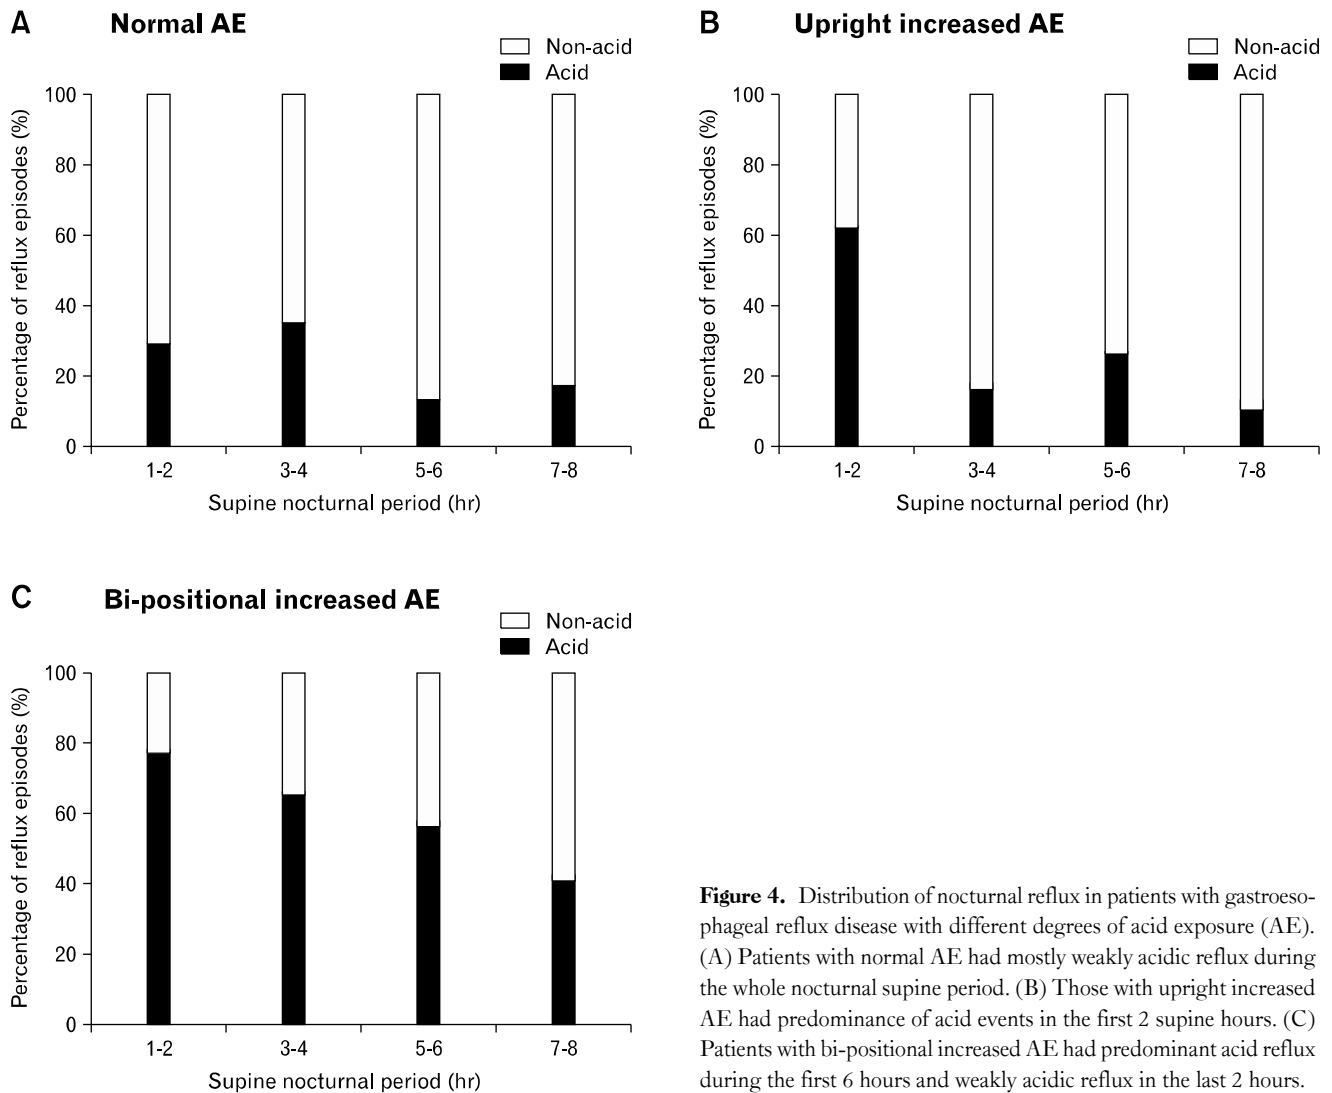 A Normal AE
Non-acid
Acid
Percentage of reflux episodes (%)
100
80
60
40
20
0
1-2 3-4 5-6 7-8
Supine nocturnal period (hr)
B Upright increased AE
Non-acid
Acid
Percentage of reflux episodes (%)
100
80
60
40
20
0
1-2 3-4 5-6 7-8
Supine nocturnal period (hr)
C Bi-positional increased AE
Non-acid
Acid
Percentage of reflux episodes (%)
100
80
60
40
20
0
1-2 3-4 5-6 7-8
Supine nocturnal period (hr)
Figure 4. Distribution of nocturnal reflux in patients with gastroeso-
phageal reflux disease with different degrees of acid exposure (AE).
(A) Patients with normal AE had mostly weakly acidic reflux during
the whole nocturnal supine period. (B) Those with upright increased
AE had predominance of acid events in the first 2 supine hours. (C)
Patients with bi-positional increased AE had predominant acid reflux
during the first 6 hours and weakly acidic reflux in the last 2 hours.